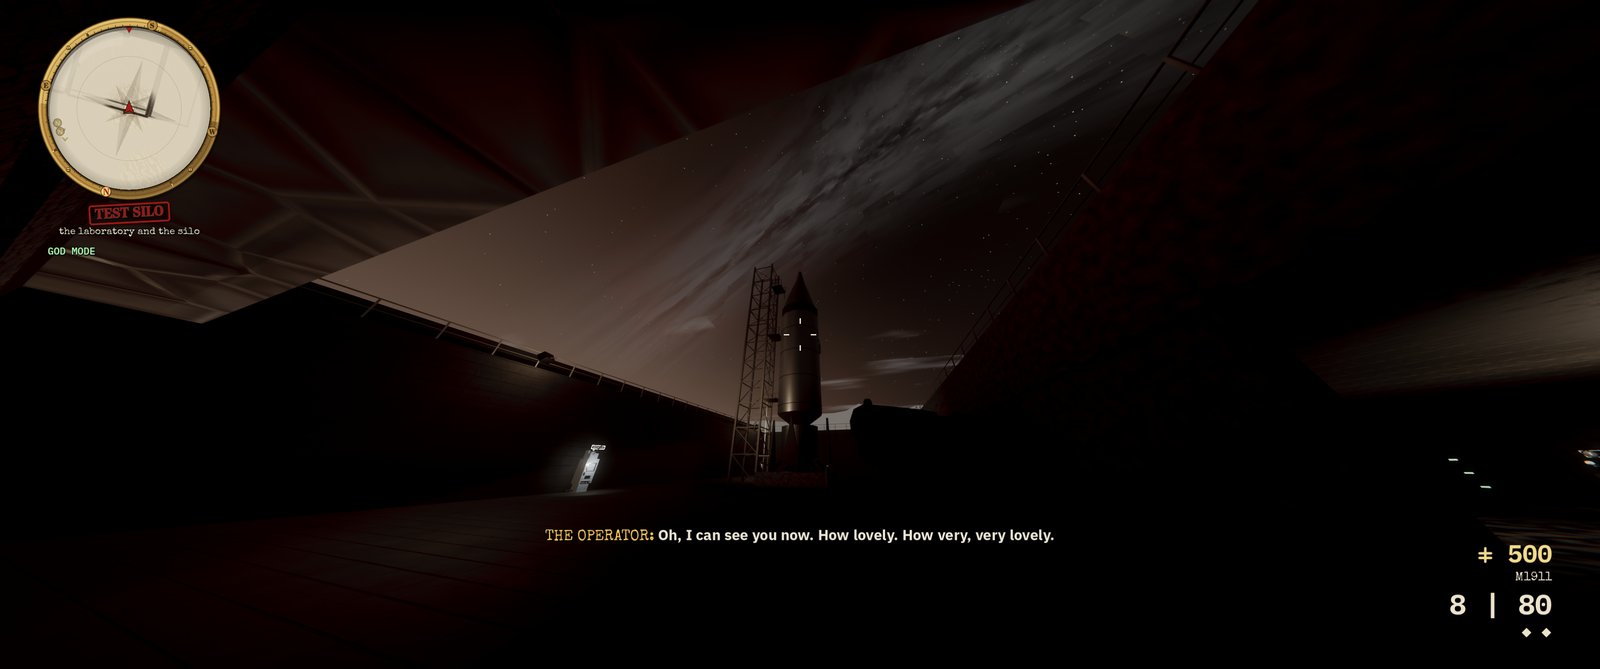 S
E
W
N
TEST SILO
the laboratory and the silo
GOD MODE
THE OPERATOR: Oh, I can see you now. How lovely. How very, very lovely.
500
M1911
8 | 80